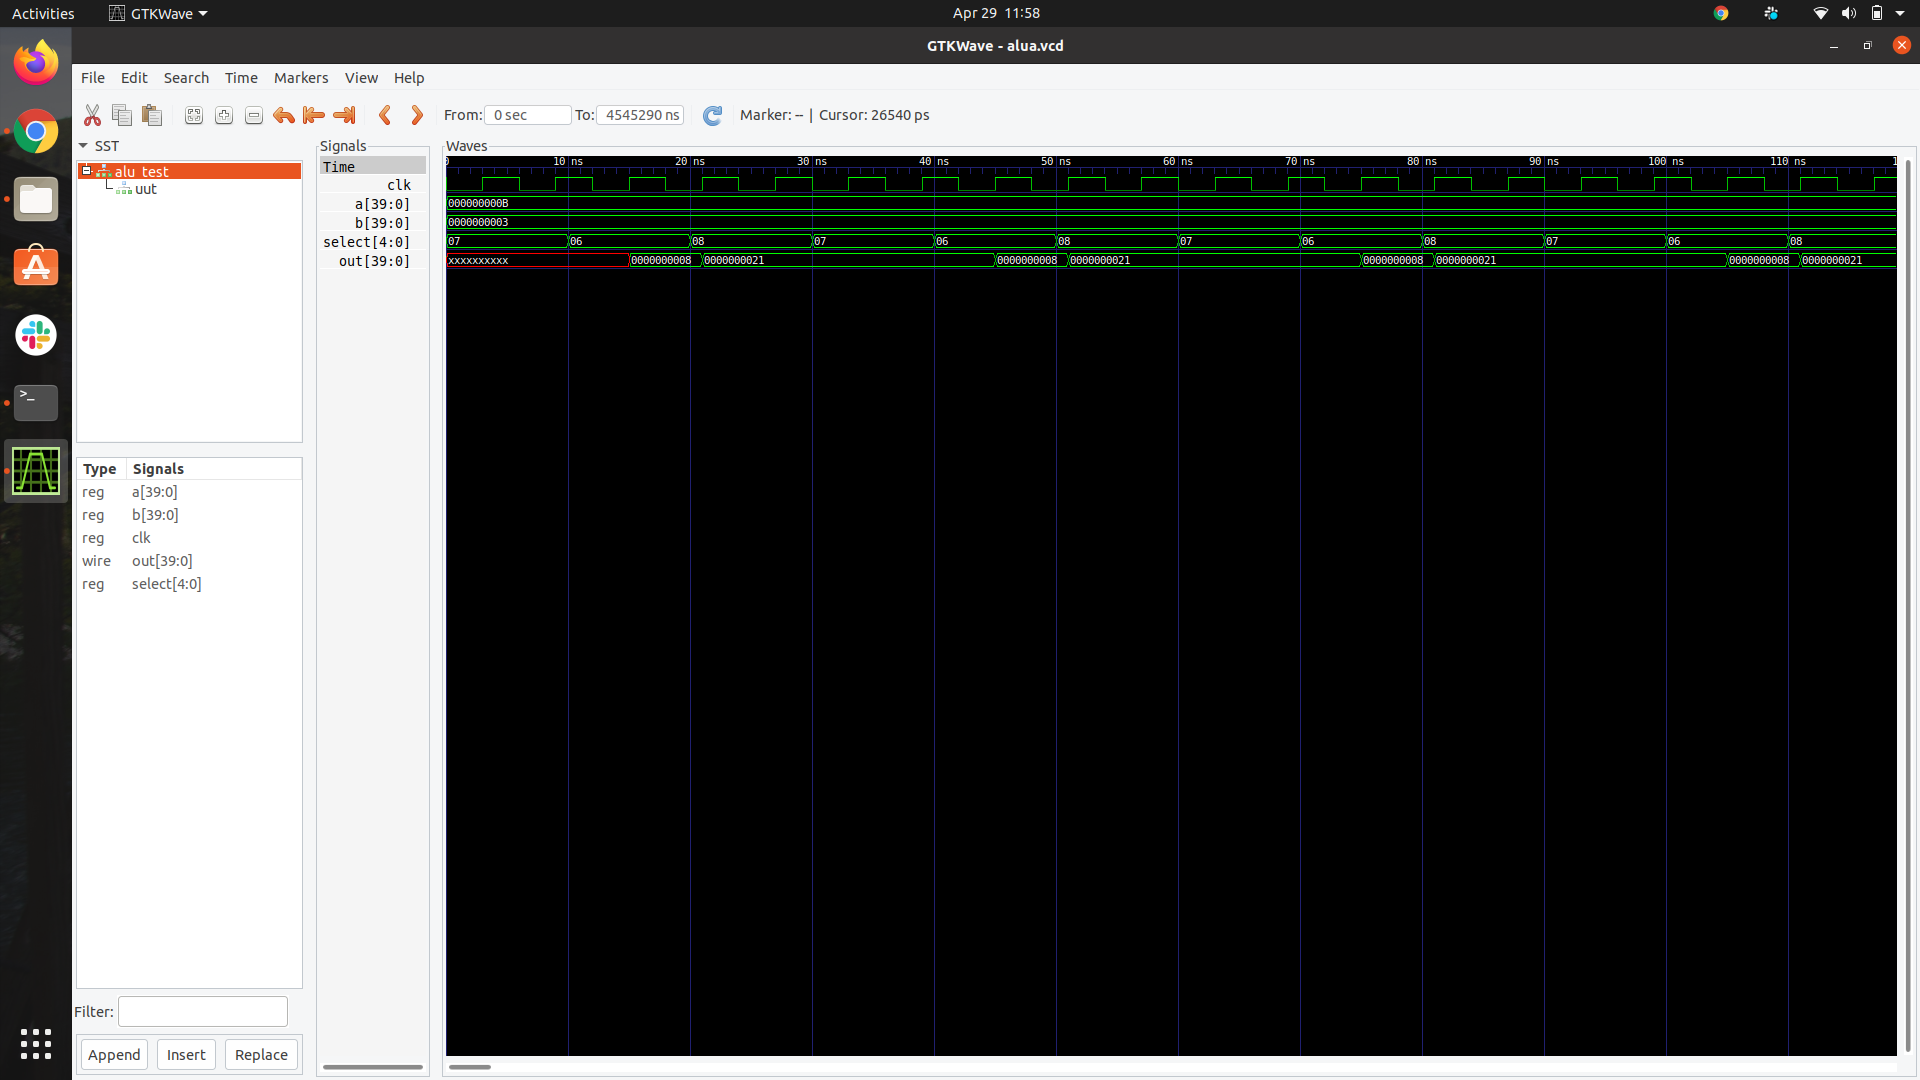 Activities GTKWave Apr 29 11:58
GTKWave - alua.vcd
File Edit Search Time Markers View Help
From: 0 sec To: 4545290 ns Marker: -- | Cursor: 26540 ps
SST
alu_test
uut
Type Signals
reg a[39:0]
reg b[39:0]
reg clk
wire out[39:0]
reg select[4:0]
Filter:
Append Insert Replace
Signals
Time
clk
a[39:0]
b[39:0]
select[4:0]
out[39:0]
Waves
0 10 ns 20 ns 30 ns 40 ns 50 ns 60 ns 70 ns 80 ns 90 ns 100 ns 110 ns 1
000000000B
0000000003
07 06 08 07 06 08 07 06 08 07 06 08
xxxxxxxxxx 0000000008 0000000021 0000000008 0000000021 0000000008 0000000021 0000000008 0000000021
>_